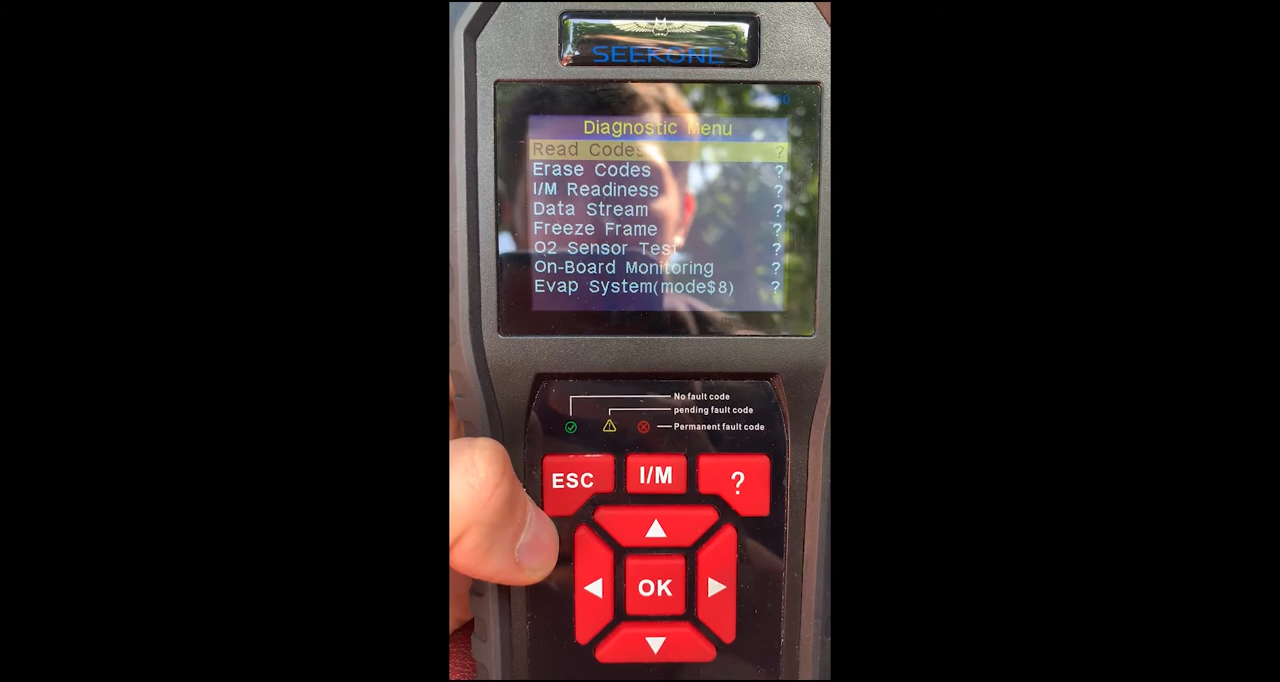 SEEKONE
Diagnostic Menu
Read Codes ?
Erase Codes ?
I/M Readiness ?
Data Stream ?
Freeze Frame ?
O2 Sensor Test ?
On-Board Monitoring ?
Evap System(mode$8) ?
No fault code
pending fault code
Permanent fault code
ESC
I/M
?
OK